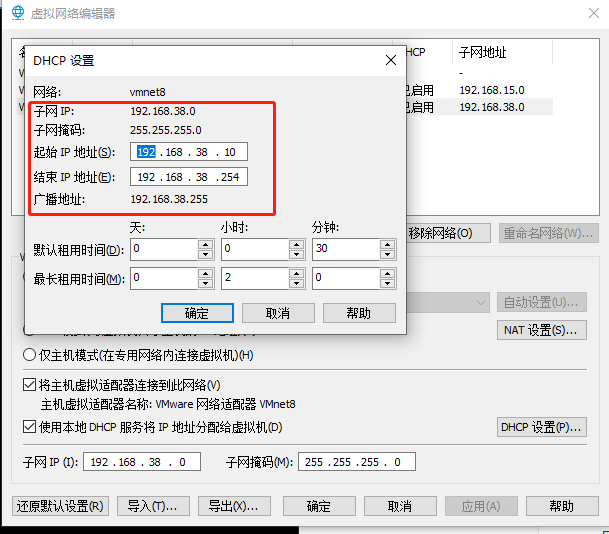 虚拟网络编辑器
DHCP 设置
网络: vmnet8
子网 IP: 192.168.38.0
子网掩码: 255.255.255.0
起始 IP 地址(S): 192 . 168 . 38 . 10
结束 IP 地址(E): 192 . 168 . 38 . 254
广播地址: 192.168.38.255
天: 小时: 分钟:
默认租用时间(D): 0 0 30
最长租用时间(M): 0 2 0
确定 取消 帮助
子网地址
-
已启用 192.168.15.0
已启用 192.168.38.0
移除网络(O) 重命名网络(W)...
自动设置(U)...
NAT 设置(S)...
仅主机模式(在专用网络内连接虚拟机)(H)
将主机虚拟适配器连接到此网络(V)
主机虚拟适配器名称: VMware 网络适配器 VMnet8
使用本地 DHCP 服务将 IP 地址分配给虚拟机(D) DHCP 设置(P)...
子网 IP (I): 192 . 168 . 38 . 0 子网掩码(M): 255 . 255 . 255 . 0
还原默认设置(R) 导入(T)... 导出(X)... 确定 取消 应用(A) 帮助